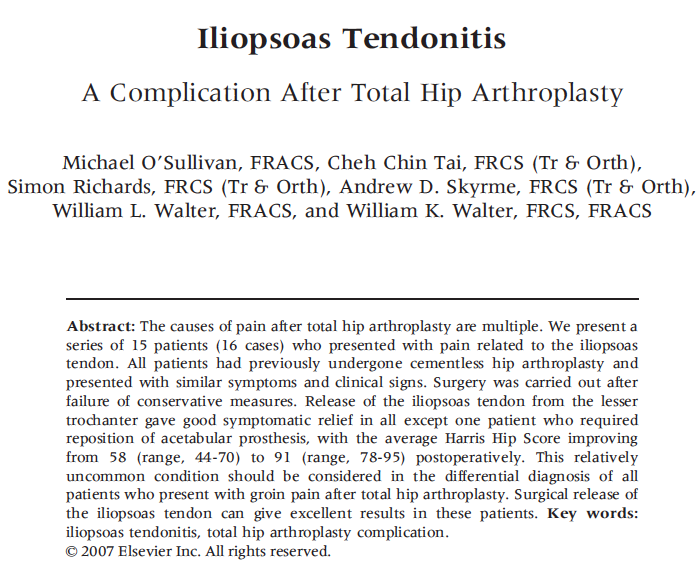 Iliopsoas Tendonitis
A Complication After Total Hip Arthroplasty
Michael O’Sullivan, FRACS, Cheh Chin Tai, FRCS (Tr & Orth),
Simon Richards, FRCS (Tr & Orth), Andrew D. Skyrme, FRCS (Tr & Orth),
William L. Walter, FRACS, and William K. Walter, FRCS, FRACS
Abstract: The causes of pain after total hip arthroplasty are multiple. We present a
series of 15 patients (16 cases) who presented with pain related to the iliopsoas
tendon. All patients had previously undergone cementless hip arthroplasty and
presented with similar symptoms and clinical signs. Surgery was carried out after
failure of conservative measures. Release of the iliopsoas tendon from the lesser
trochanter gave good symptomatic relief in all except one patient who required
reposition of acetabular prosthesis, with the average Harris Hip Score improving
from 58 (range, 44-70) to 91 (range, 78-95) postoperatively. This relatively
uncommon condition should be considered in the differential diagnosis of all
patients who present with groin pain after total hip arthroplasty. Surgical release of
the iliopsoas tendon can give excellent results in these patients. Key words:
iliopsoas tendonitis, total hip arthroplasty complication.
© 2007 Elsevier Inc. All rights reserved.